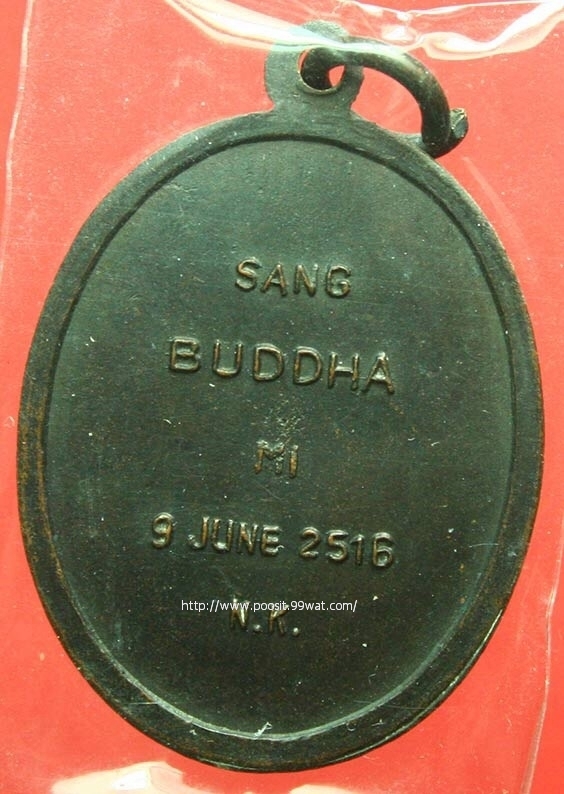 SANG
BUDDHA
MI
9 JUNE 2516
http://www.poosit.99wat.com/
N.K.